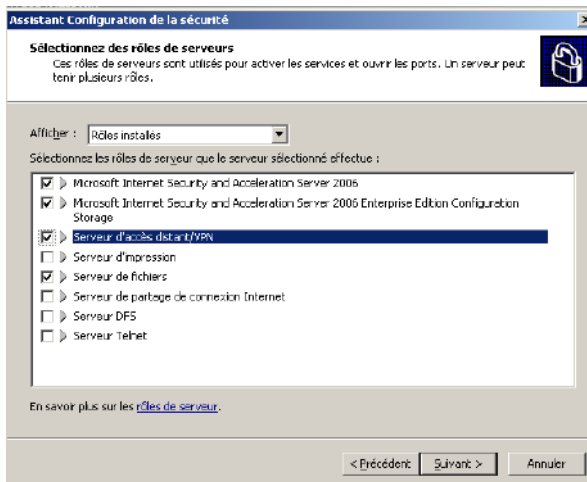 Assistant Configuration de la sécurité
Sélectionnez des rôles de serveurs
Ces rôles de serveurs sont utilisés pour activer les services et ouvrir les ports. Un serveur peut
tenir plusieurs rôles.
Afficher : Rôles installés
Sélectionnez les rôles de serveur que le serveur sélectionné effectue :
Microsoft Internet Security and Acceleration Server 2006
Microsoft Internet Security and Acceleration Server 2006 Enterprise Edition Configuration
Storage
Serveur d'accès distant/VPN
Serveur d'impression
Serveur de fichiers
Serveur de partage de connexion Internet
Serveur DFS
Serveur Telnet
En savoir plus sur les rôles de serveur.
< Précédent Suivant > Annuler